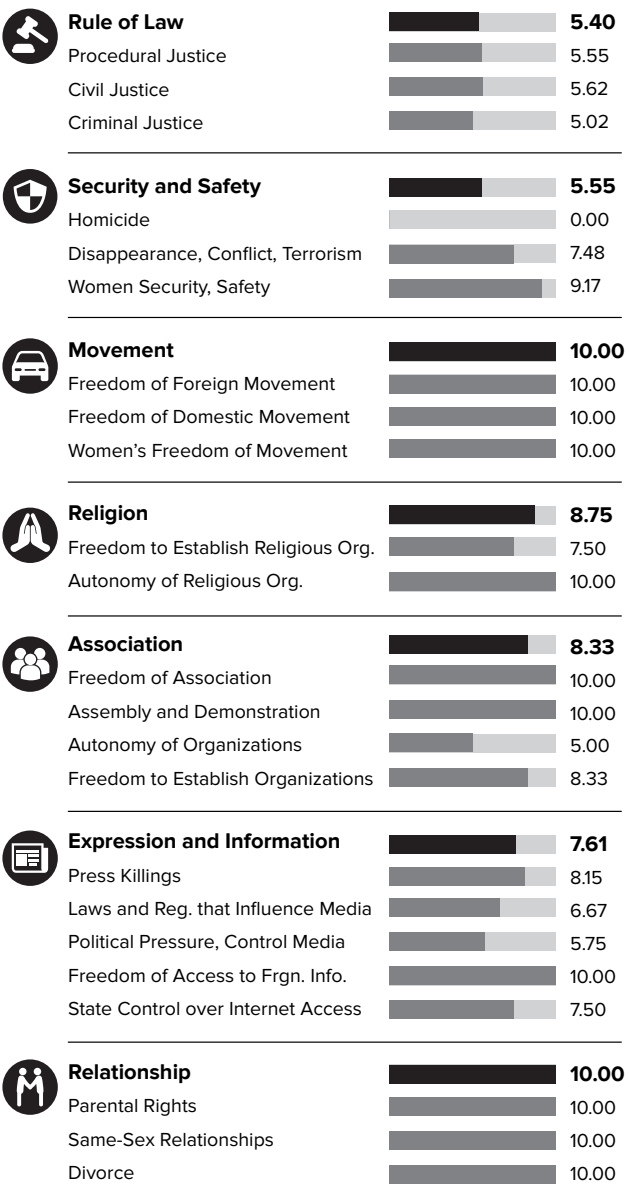 Rule of Law 5.40
Procedural Justice 5.55
Civil Justice 5.62
Criminal Justice 5.02
Security and Safety 5.55
Homicide 0.00
Disappearance, Conflict, Terrorism 7.48
Women Security, Safety 9.17
Movement 10.00
Freedom of Foreign Movement 10.00
Freedom of Domestic Movement 10.00
Women’s Freedom of Movement 10.00
Religion 8.75
Freedom to Establish Religious Org. 7.50
Autonomy of Religious Org. 10.00
Association 8.33
Freedom of Association 10.00
Assembly and Demonstration 10.00
Autonomy of Organizations 5.00
Freedom to Establish Organizations 8.33
Expression and Information 7.61
Press Killings 8.15
Laws and Reg. that Influence Media 6.67
Political Pressure, Control Media 5.75
Freedom of Access to Frgn. Info. 10.00
State Control over Internet Access 7.50
Relationship 10.00
Parental Rights 10.00
Same-Sex Relationships 10.00
Divorce 10.00